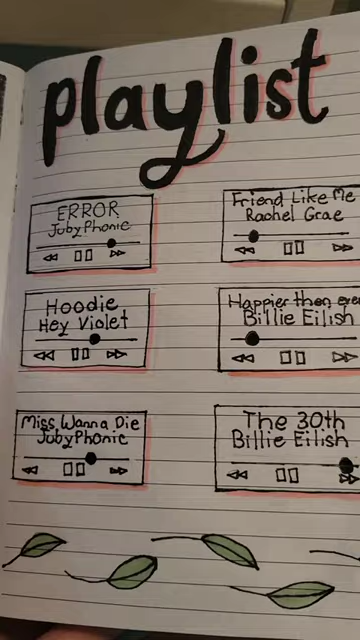 playlist
ERROR
JubyPhonic
Friend Like Me
Rachel Grae
Hoodie
Hey Violet
Happier then ever
Billie Eilish
Miss Wanna Die
JubyPhonic
The 30th
Billie Eilish